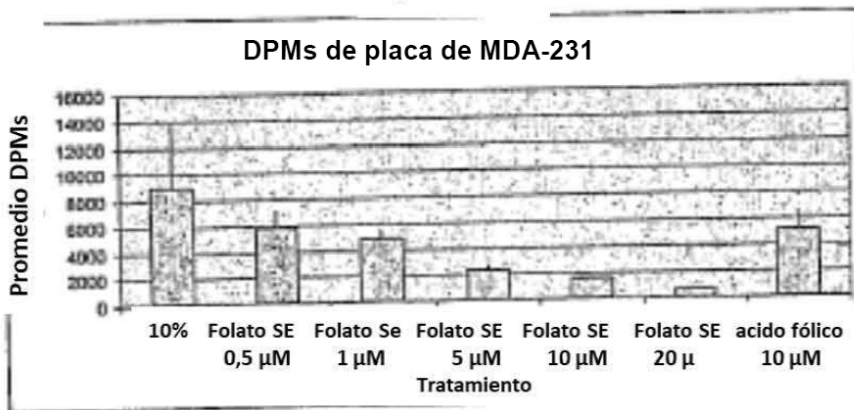 DPMs de placa de MDA-231
Promedio DPMs
16000
14000
12000
10000
8000
6000
4000
2000
0
10% Folato SE Folato Se Folato SE Folato SE Folato SE acido fólico
0,5 µM 1 µM 5 µM 10 µM 20 µ 10 µM
Tratamiento